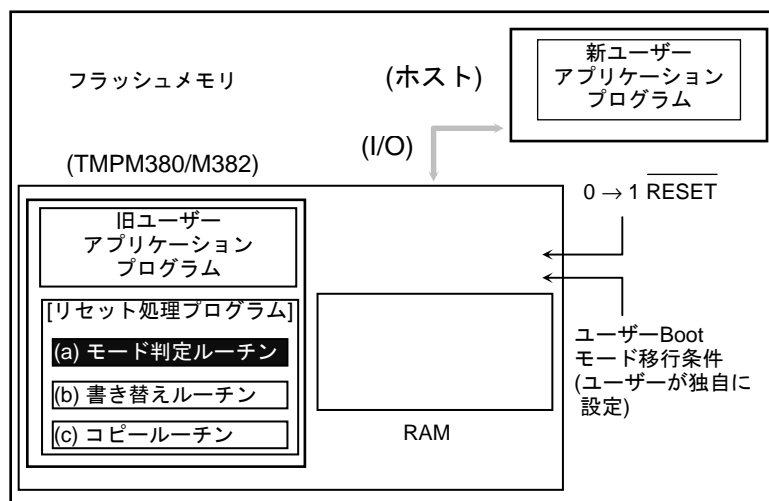 フラッシュメモリ
(ホスト)
新ユーザー
アプリケーション
プログラム
(I/O)
(TMPM380/M382)
0 → 1 RESET
旧ユーザー
アプリケーション
プログラム
[リセット処理プログラム]
(a) モード判定ルーチン
(b) 書き替えルーチン
(c) コピールーチン
RAM
ユーザーBoot
モード移行条件
(ユーザーが独自に
設定)